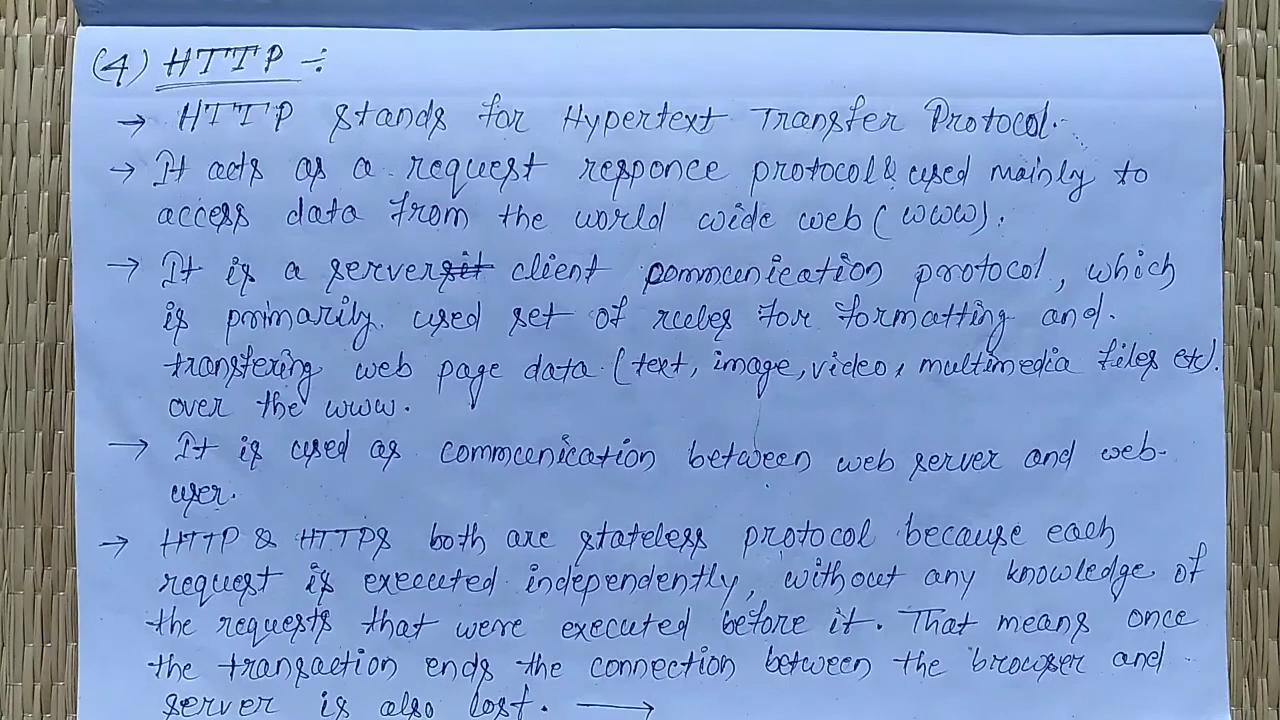 (4) HTTP ÷
→ HTTP stands for Hypertext Transfer Protocol.
→ It acts as a request responce protocol & used mainly to
access data from the world wide web (www).
→ It is a server client communication protocol, which
is primarily used set of rules for formatting and.
transfering web page data (text, image, video, multimedia files etc).
over the www.
→ It is used as communication between web server and web-
user.
→ HTTP & HTTPS both are stateless protocol because each
request is executed independently, without any knowledge of
the requests that were executed before it. That means once
the transaction ends the connection between the browser and
server is also lost. →